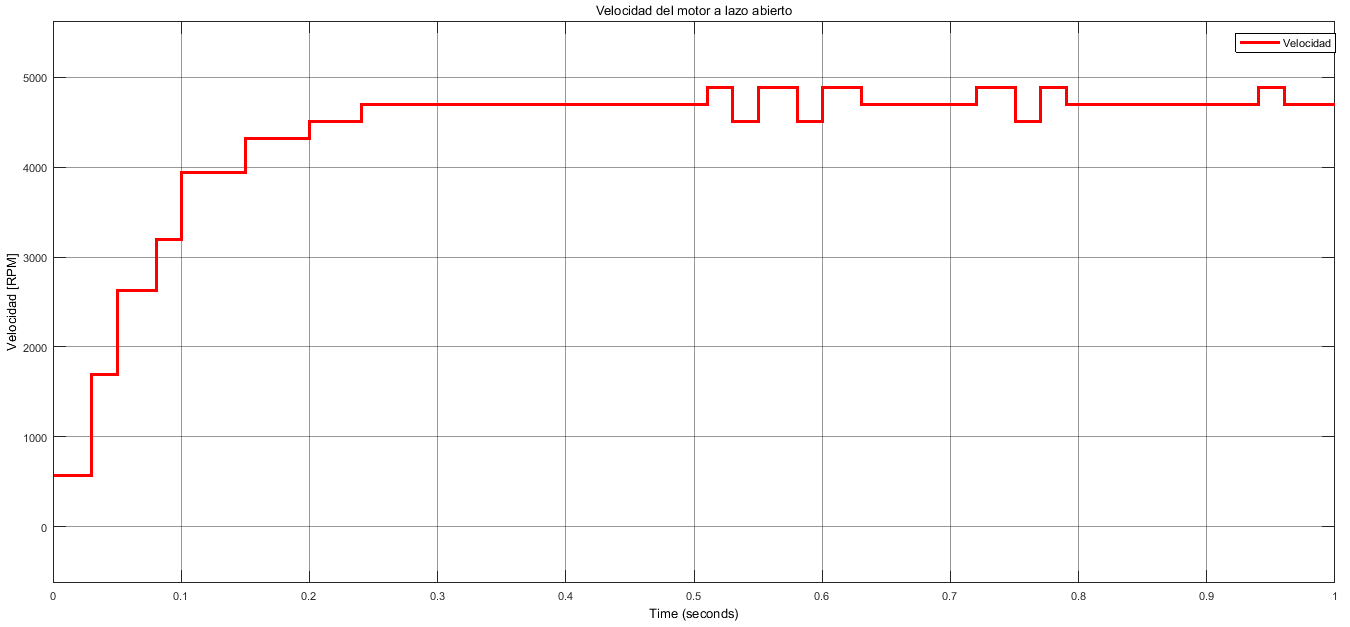 Velocidad del motor a lazo abierto
Velocidad
Velocidad [RPM]
5000
4000
3000
2000
1000
0
0 0.1 0.2 0.3 0.4 0.5 0.6 0.7 0.8 0.9 1
Time (seconds)